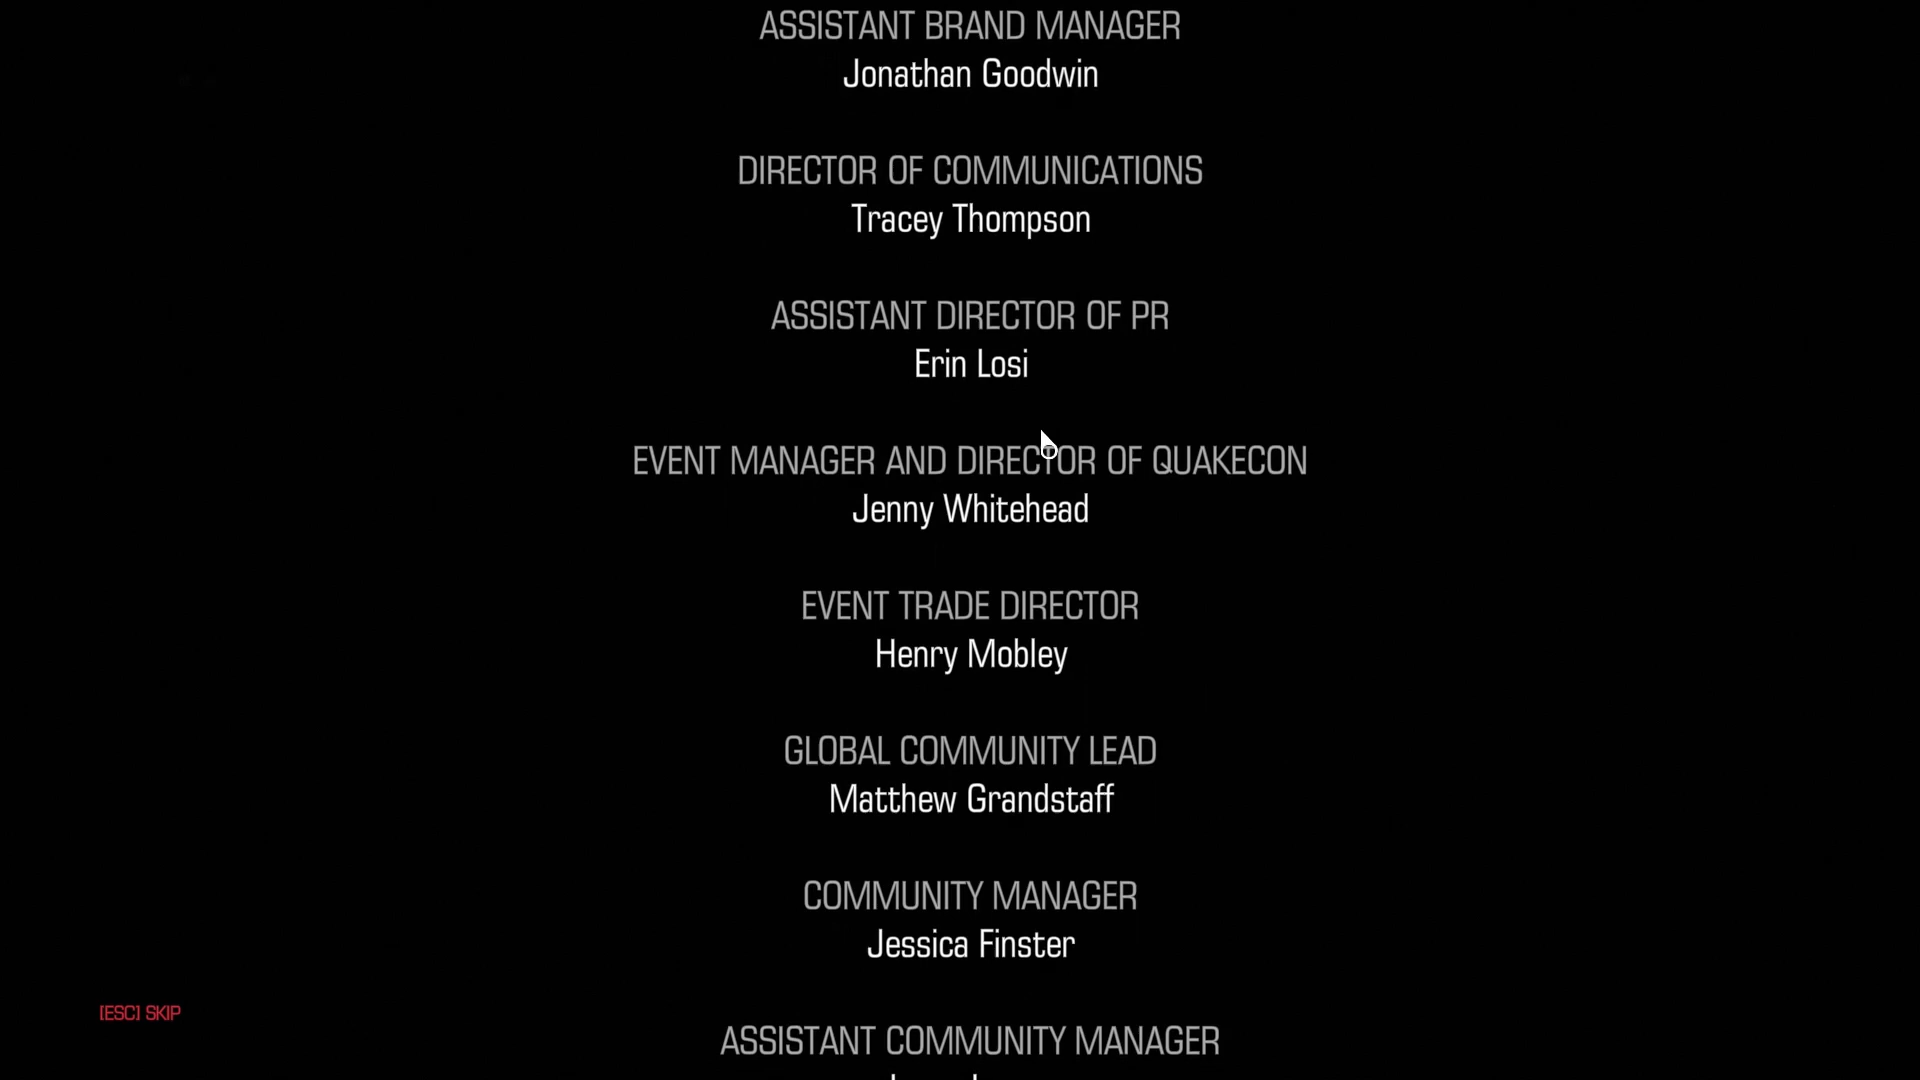 ASSISTANT BRAND MANAGER
Jonathan Goodwin
DIRECTOR OF COMMUNICATIONS
Tracey Thompson
ASSISTANT DIRECTOR OF PR
Erin Losi
EVENT MANAGER AND DIRECTOR OF QUAKECON
Jenny Whitehead
EVENT TRADE DIRECTOR
Henry Mobley
GLOBAL COMMUNITY LEAD
Matthew Grandstaff
COMMUNITY MANAGER
Jessica Finster
[ESC] SKIP
ASSISTANT COMMUNITY MANAGER